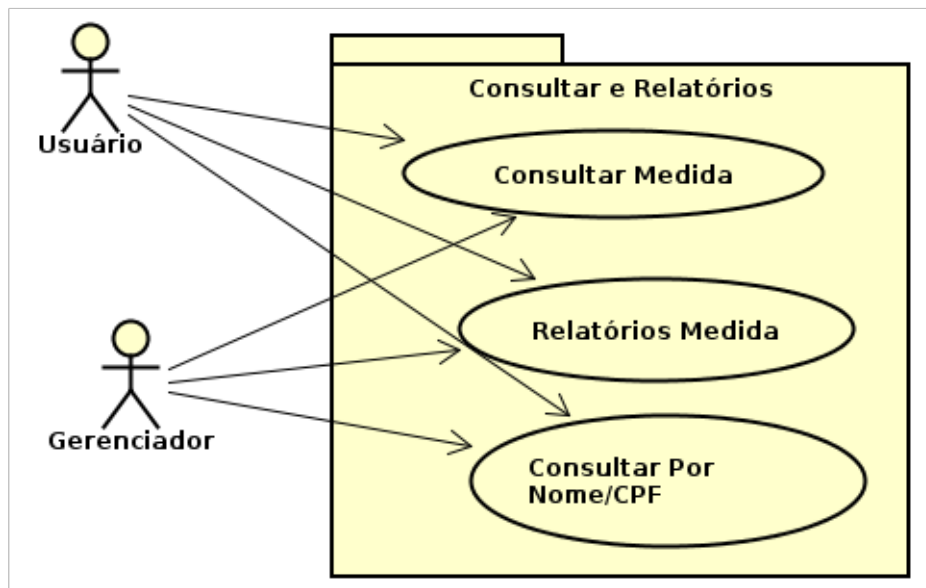 Consultar e Relatórios
Usuário
Consultar Medida
Relatórios Medida
Gerenciador
Consultar Por
Nome/CPF